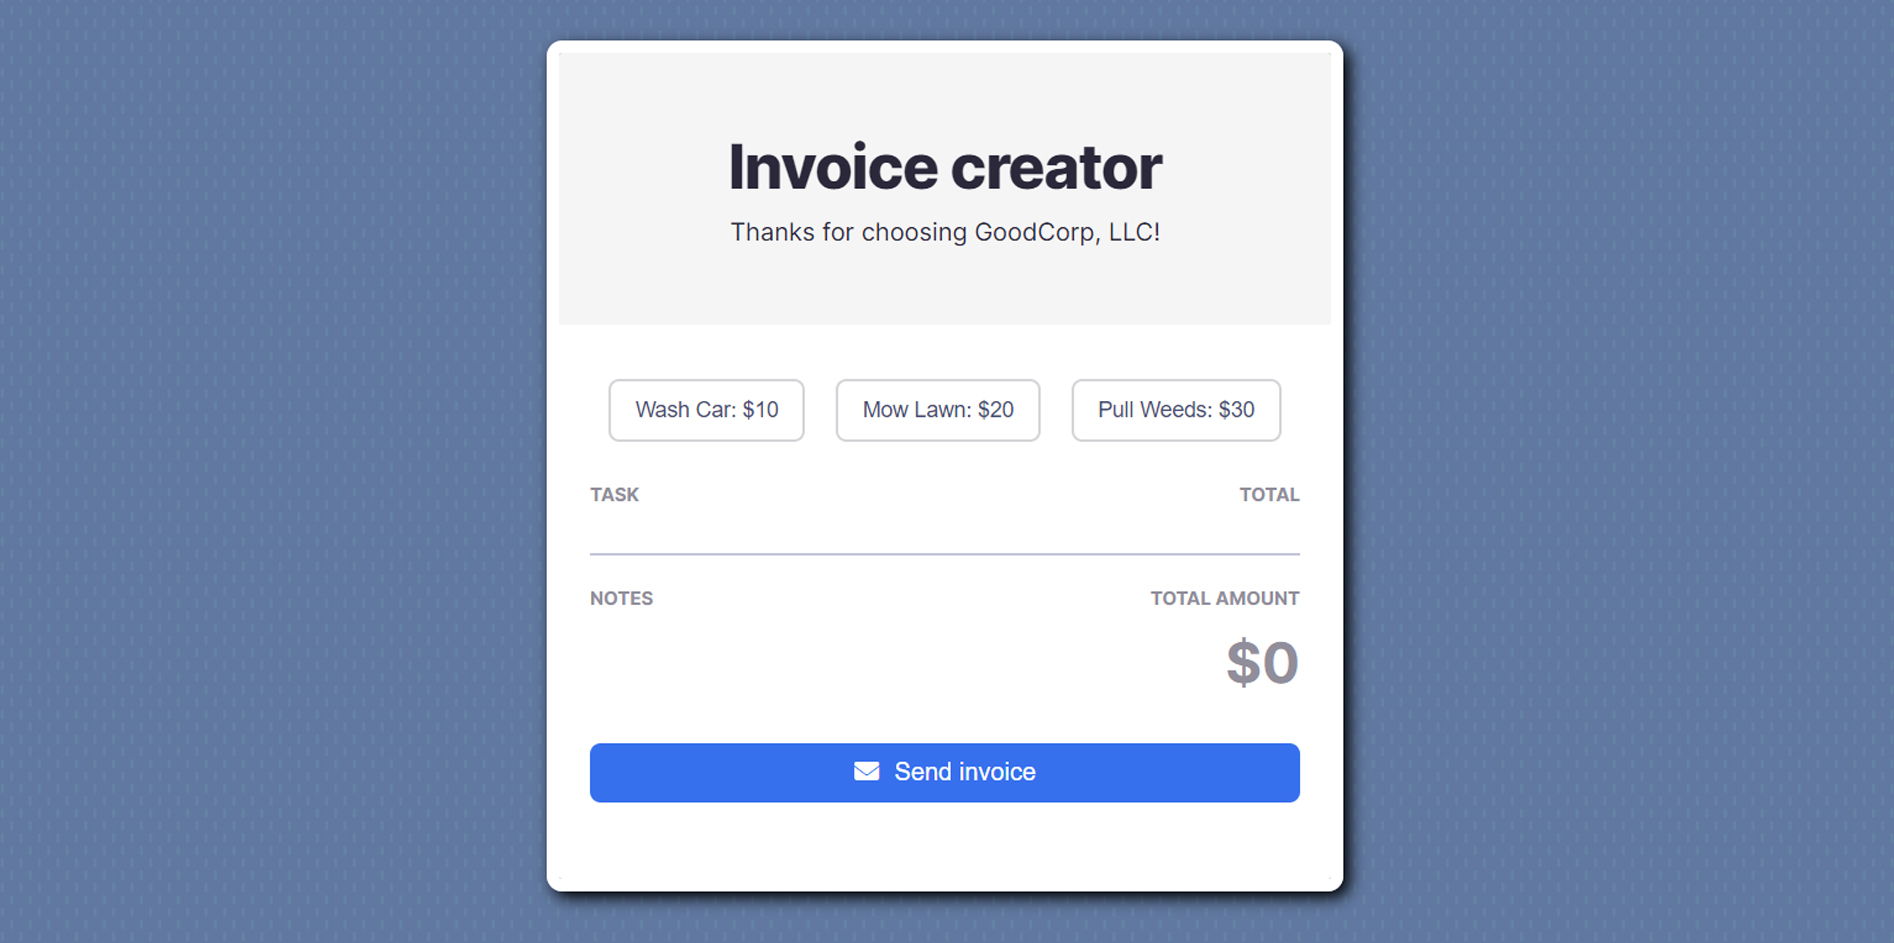 Invoice creator
Thanks for choosing GoodCorp, LLC!
Wash Car: $10 Mow Lawn: $20 Pull Weeds: $30
TASK TOTAL
NOTES TOTAL AMOUNT
$0
Send invoice